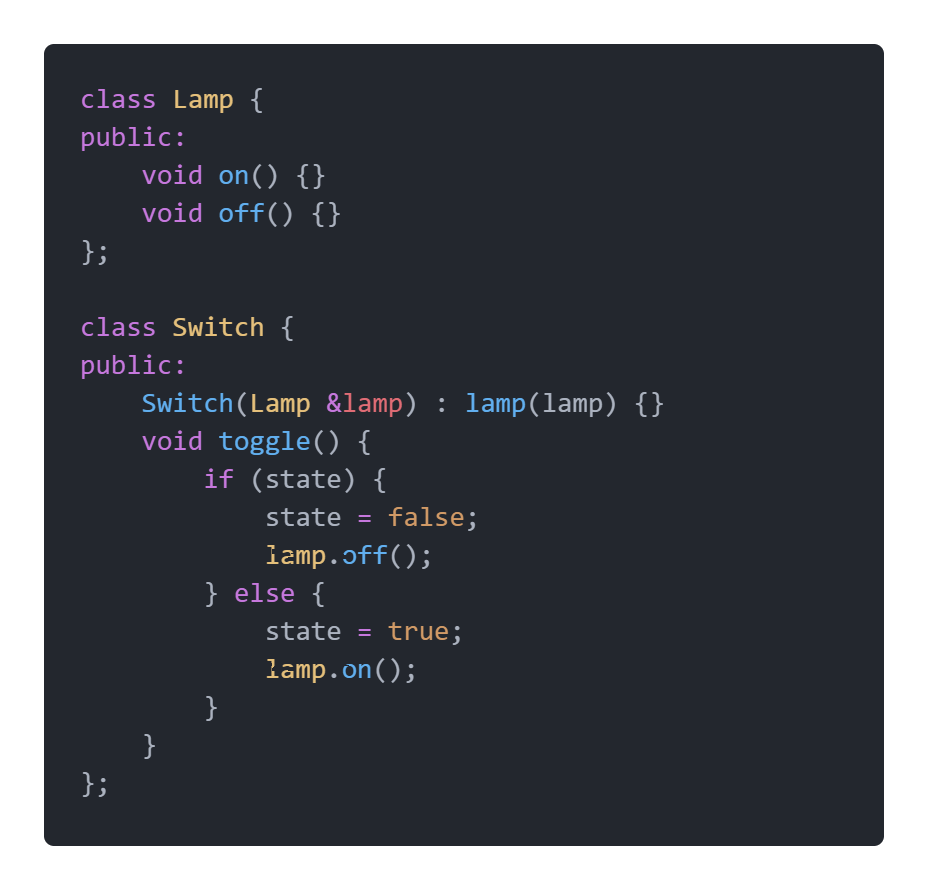 class Lamp {
public:
    void on() {}
    void off() {}
};

class Switch {
public:
    Switch(Lamp &lamp) : lamp(lamp) {}
    void toggle() {
        if (state) {
            state = false;
            lamp.off();
        } else {
            state = true;
            lamp.on();
        }
    }
};